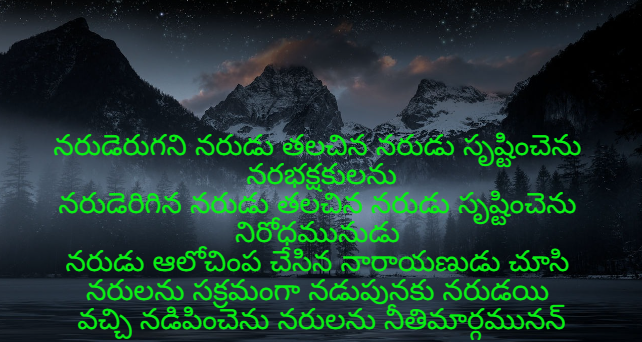 నరుడెరుగని నరుడు తలచిన నరుడు సృష్టించెను
నరభక్షకులను
నరుడెరిగిన నరుడు తలచిన నరుడు సృష్టించెను
నిరోధమునుడు
నరుడు ఆలోచింప చేసిన నారాయణుడు చూసి
నరులను సక్రమంగా నడుపునకు నరుడయి
వచ్చి నడిపించెను నరులను నీతిమార్గమునన్